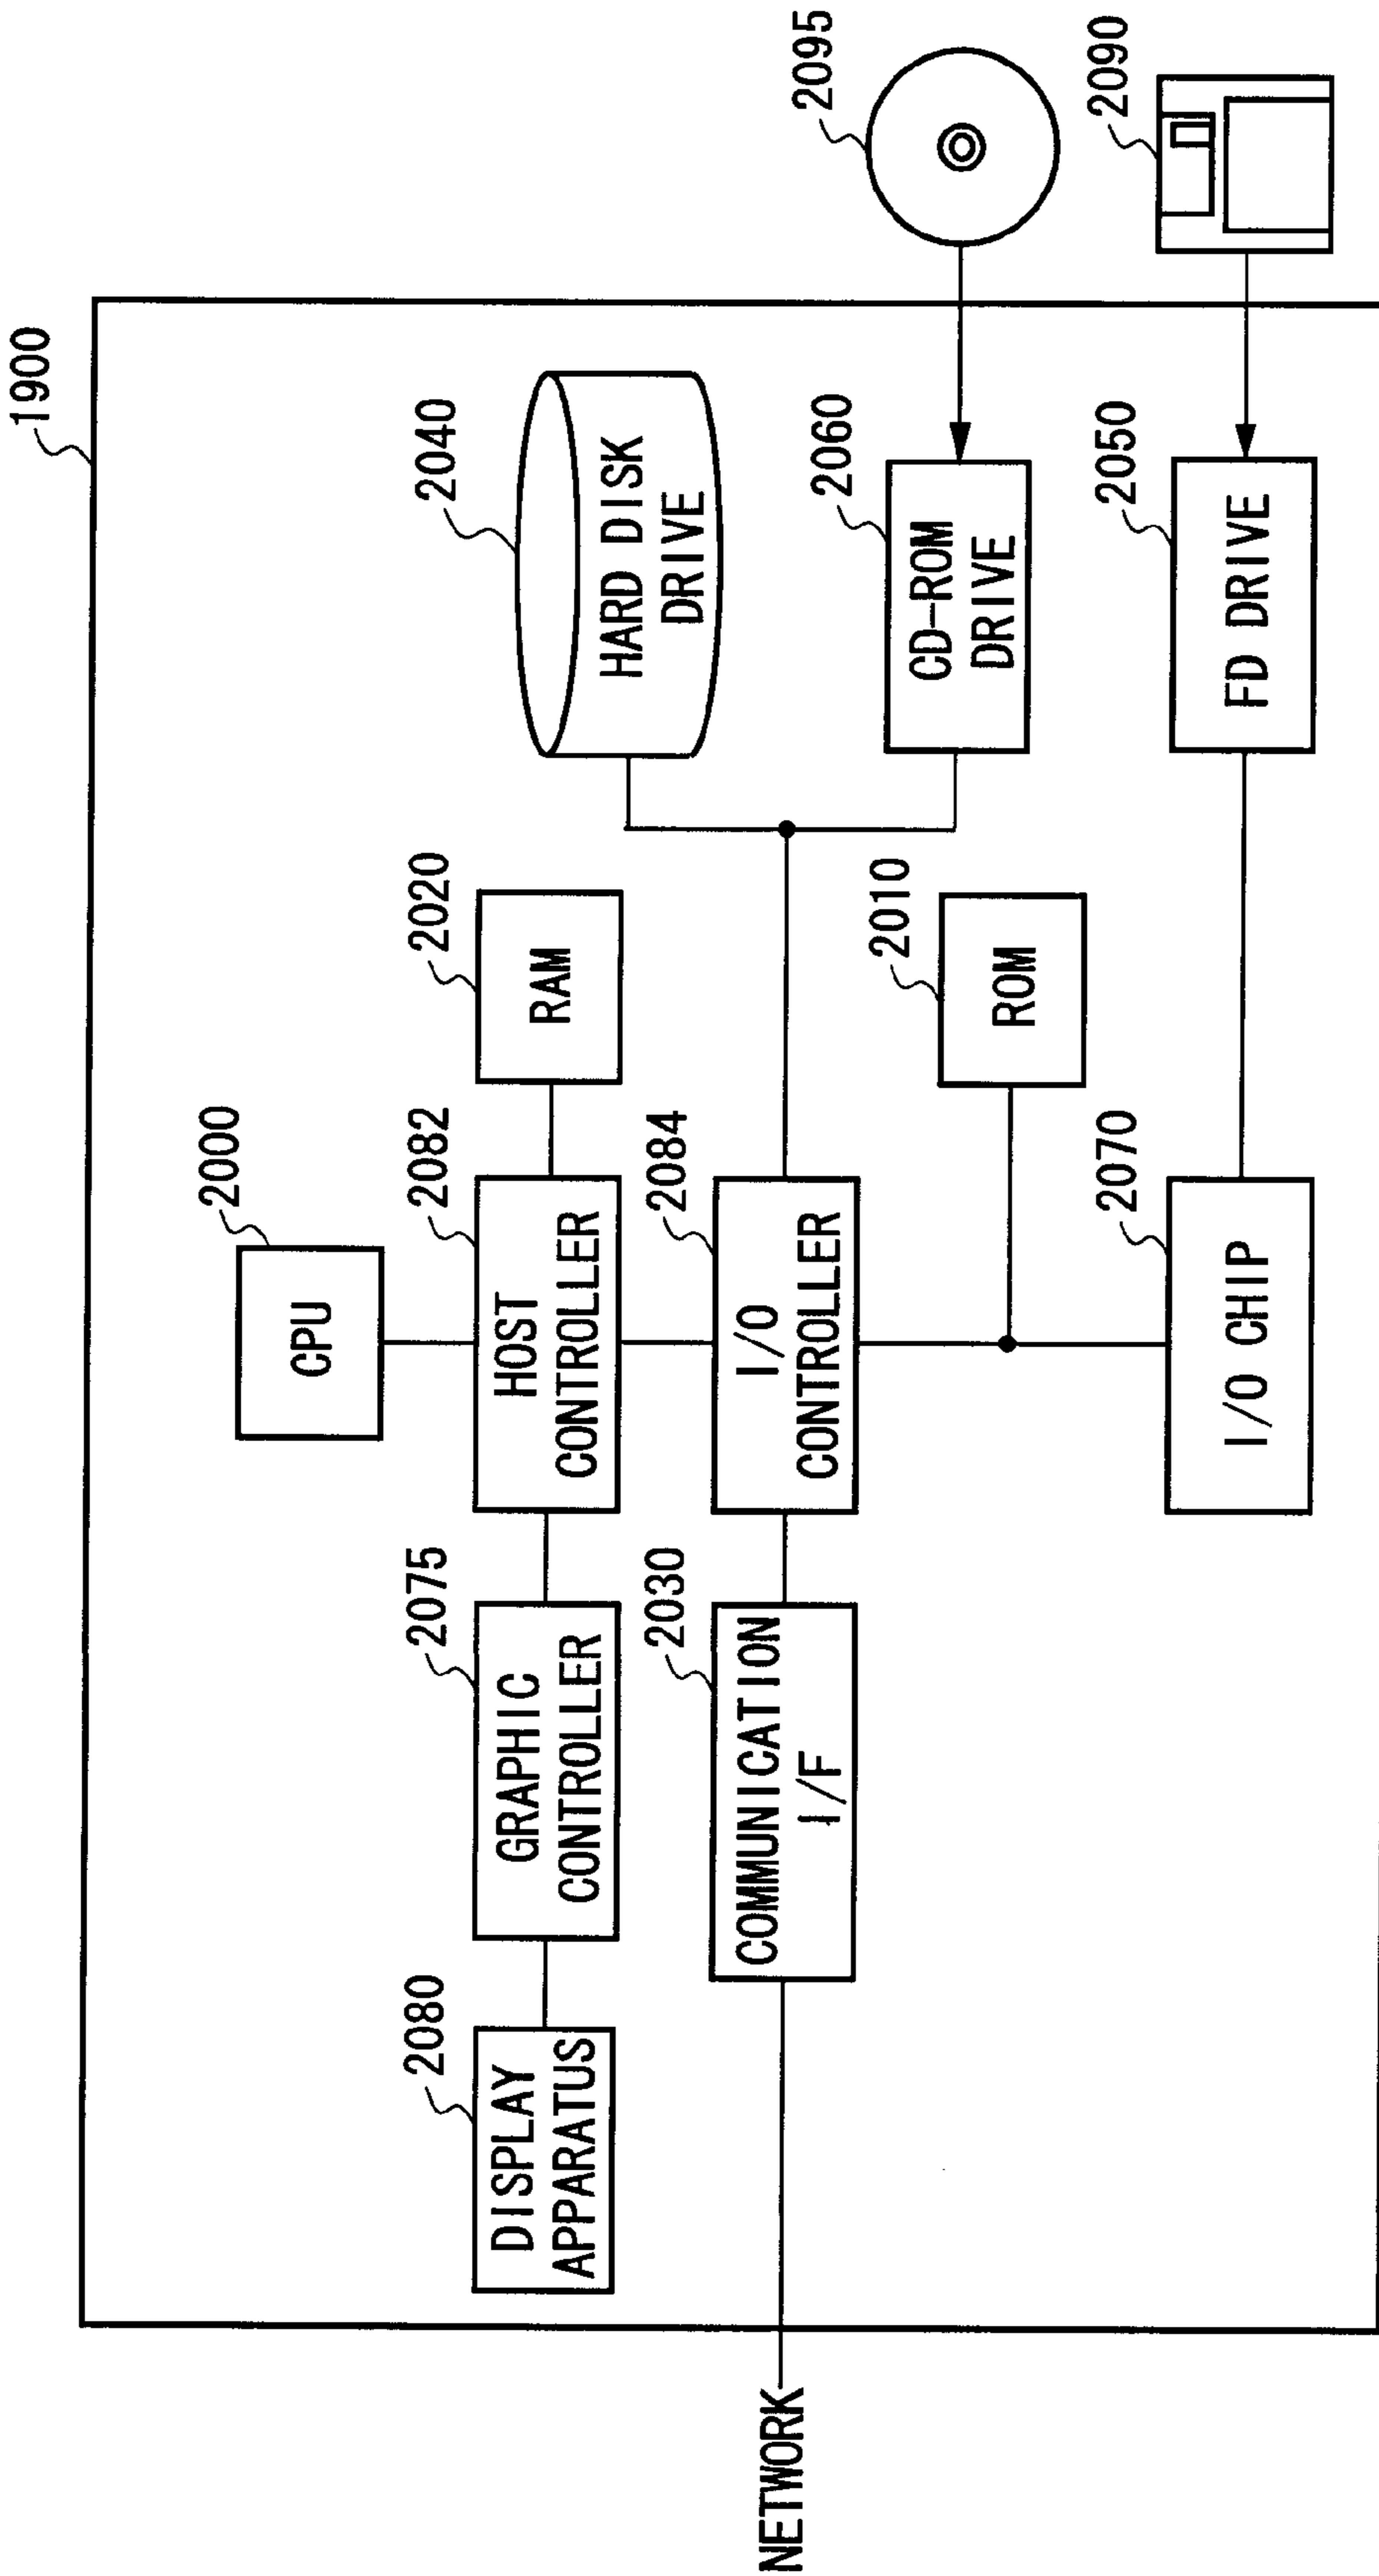 1900
2000
CPU
2080
DISPLAY
APPARATUS
2075
GRAPHIC
CONTROLLER
2082
HOST
CONTROLLER
2020
RAM
2040
HARD DISK
DRIVE
2095
NETWORK
2030
COMMUNICATION
I/F
2084
I/O
CONTROLLER
2060
CD-ROM
DRIVE
2010
ROM
2090
2070
I/O CHIP
2050
FD DRIVE